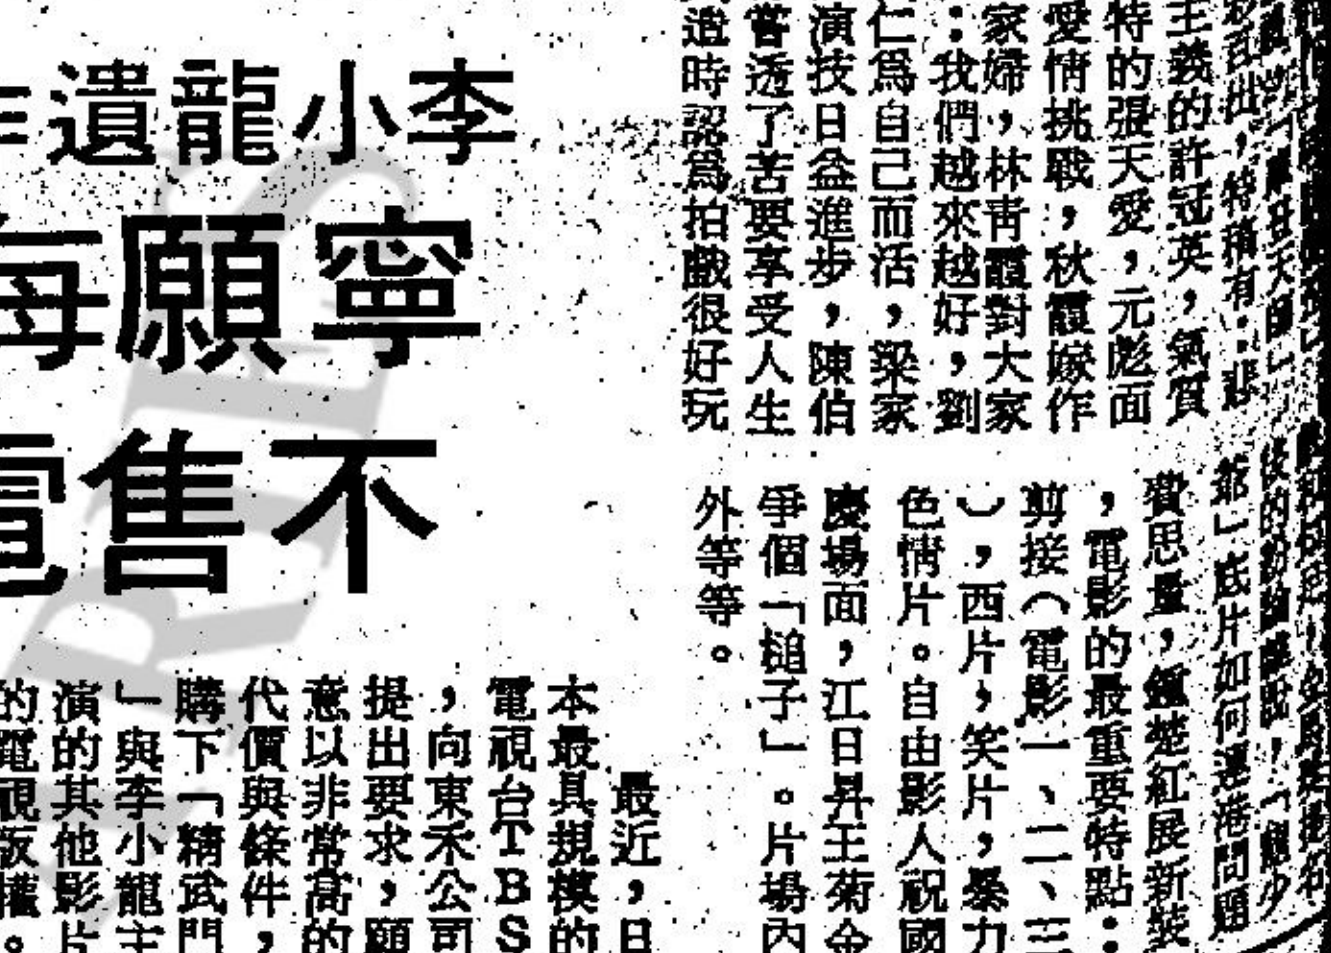 主義的許冠英，氣質
特的張天愛，元彪面
愛情挑戰，秋霞嫁作
家婦，林青霞對大家
：我們越來越好，劉
仁爲自己而活，梁家
演技日益進步，陳伯
嘗透了苦要享受人生
時認爲拍戲很好玩
爺」底片如何運港問題
費思量，鍾楚紅展新裝
，電影的最重要特點：
剪接（電影一、二、三
），西片，笑片，暴力
色情片。自由影人祝國
慶場面，江日昇王菊金
爭個「槌子」。片場內
外等等。
李小龍遺
寧願每
不售電
最近，日
本最具規模的
電視台TBS
，向東禾公司
提出要求，願
意以非常高的
代價與條件，
購下「精武門
」與李小龍主
演的其他影片
的電視版權。